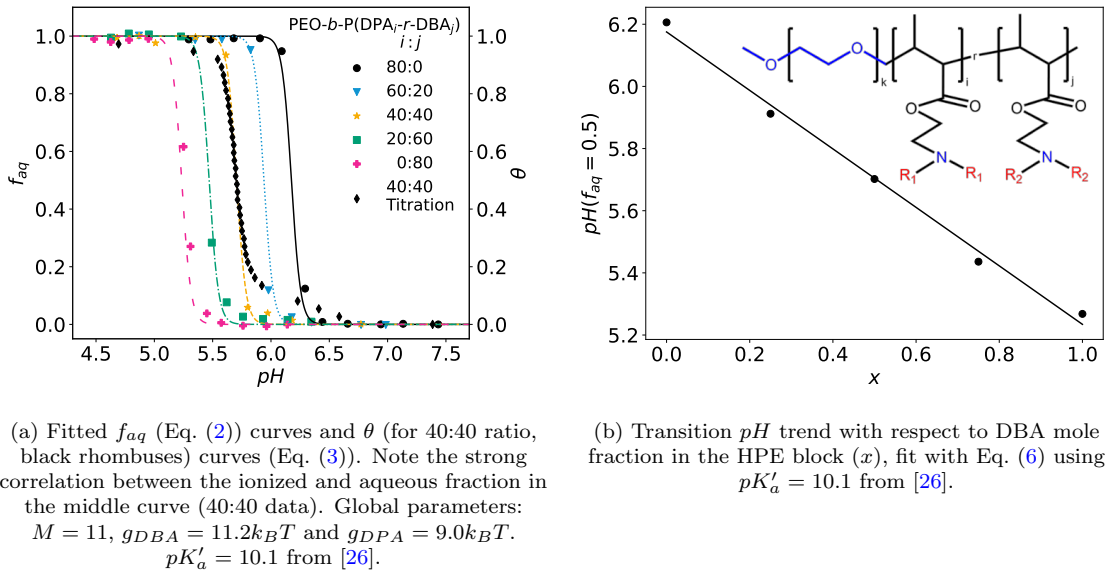 PEO-b-P(DPAᵢ-r-DBAⱼ)
i : j
80:0
60:20
40:40
20:60
0:80
40:40
Titration
1.0
0.8
0.6
0.4
0.2
0.0
f_aq
1.0
0.8
0.6
0.4
0.2
0.0
θ
4.5 5.0 5.5 6.0 6.5 7.0 7.5
pH
6.2
6.0
5.8
5.6
5.4
5.2
pH(f_aq = 0.5)
O O k i r j
O O O O
N N
R₁ R₁ R₂ R₂
0.0 0.2 0.4 0.6 0.8 1.0
x
(a) Fitted f_aq (Eq. (2)) curves and θ (for 40:40 ratio,
black rhombuses) curves (Eq. (3)). Note the strong
correlation between the ionized and aqueous fraction in
the middle curve (40:40 data). Global parameters:
M = 11, g_DBA = 11.2k_BT and g_DPA = 9.0k_BT.
pK′ₐ = 10.1 from [26].
(b) Transition pH trend with respect to DBA mole
fraction in the HPE block (x), fit with Eq. (6) using
pK′ₐ = 10.1 from [26].